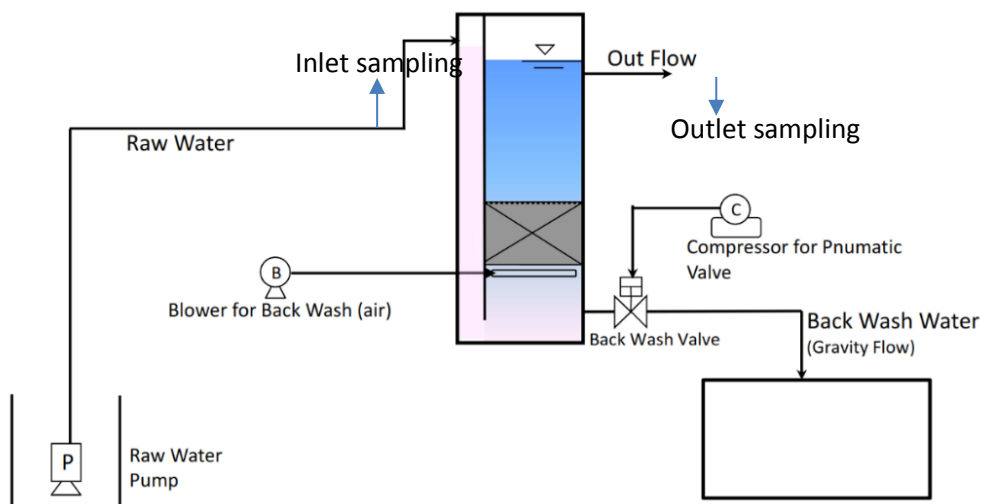 Inlet sampling
Out Flow
Outlet sampling
Raw Water
C
Compressor for Pnumatic
Valve
B
Blower for Back Wash (air)
Back Wash Valve
Back Wash Water
(Gravity Flow)
P
Raw Water
Pump